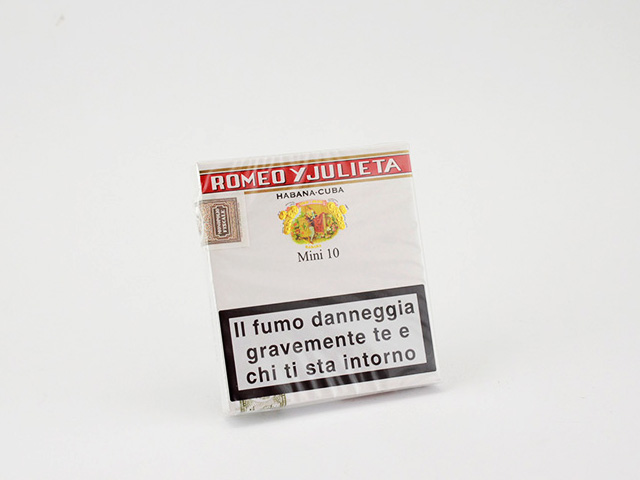 ROMEO Y JULIETA
HABANA-CUBA
Mini 10
Il fumo danneggia
gravemente te e
chi ti sta intorno